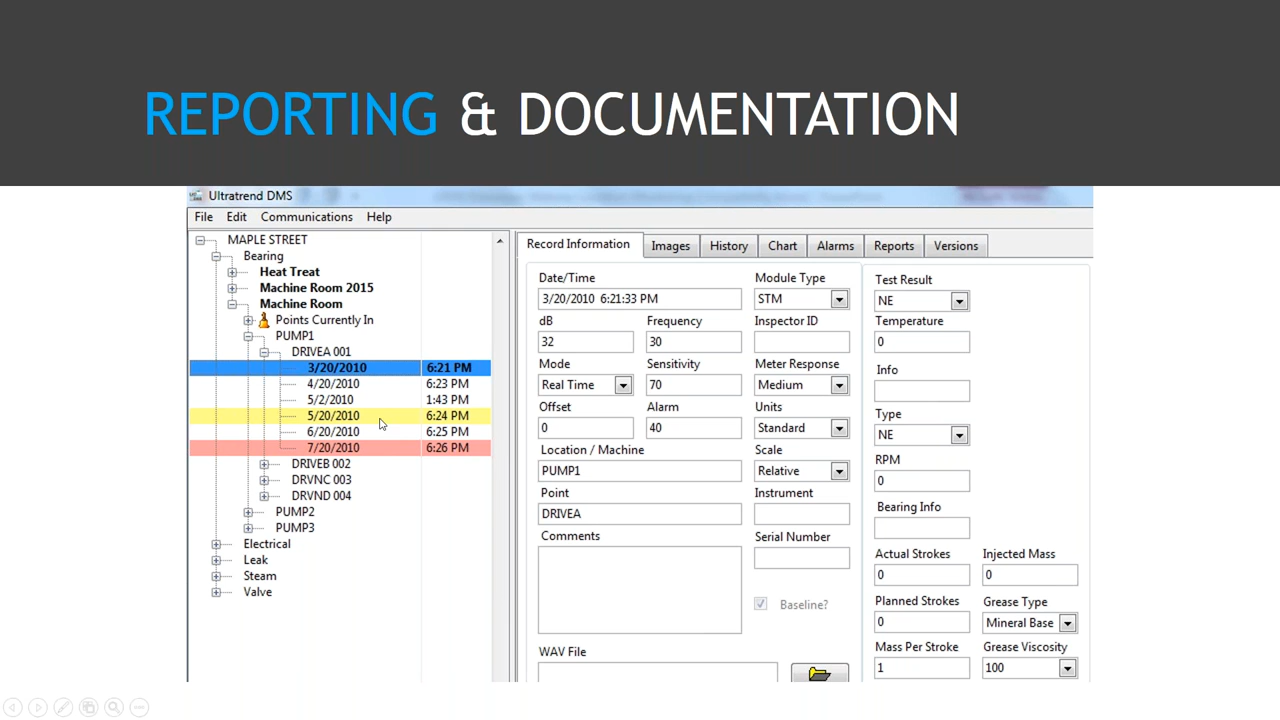 REPORTING & DOCUMENTATION
Ultratrend DMS
File Edit Communications Help
MAPLE STREET
Bearing
Heat Treat
Machine Room 2015
Machine Room
Points Currently In
PUMP1
DRIVEA 001
3/20/2010 6:21 PM
4/20/2010 6:23 PM
5/2/2010 1:43 PM
5/20/2010 6:24 PM
6/20/2010 6:25 PM
7/20/2010 6:26 PM
DRIVEB 002
DRVNC 003
DRVND 004
PUMP2
PUMP3
Electrical
Leak
Steam
Valve
Record Information Images History Chart Alarms Reports Versions
Date/Time
3/20/2010 6:21:33 PM
Module Type
STM
dB
32
Frequency
30
Inspector ID
Mode
Real Time
Sensitivity
70
Meter Response
Medium
Offset
0
Alarm
40
Units
Standard
Location / Machine
PUMP1
Scale
Relative
Point
DRIVEA
Instrument
Comments
Serial Number
Baseline?
WAV File
Test Result
NE
Temperature
0
Info
Type
NE
RPM
0
Bearing Info
Actual Strokes
0
Injected Mass
0
Planned Strokes
0
Grease Type
Mineral Base
Mass Per Stroke
1
Grease Viscosity
100